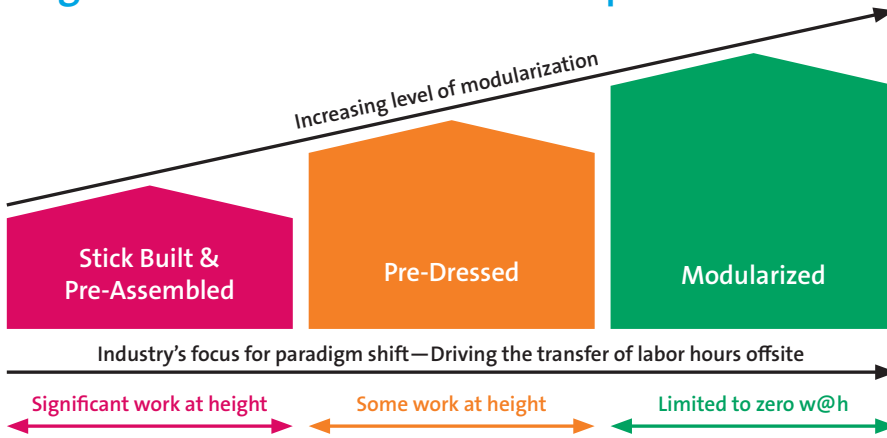 Increasing level of modularization
Stick Built &
Pre-Assembled
Pre-Dressed
Modularized
Industry's focus for paradigm shift—Driving the transfer of labor hours offsite
Significant work at height
Some work at height
Limited to zero w@h